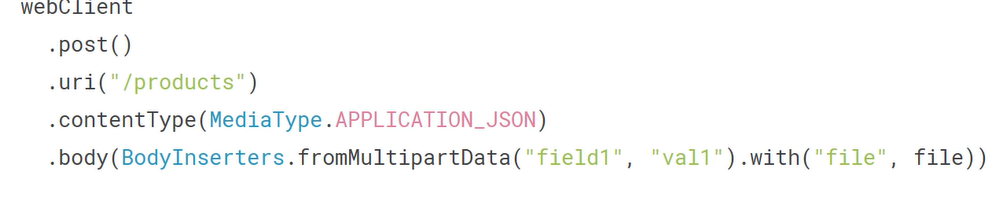 webClient
.post()
.uri("/products")
.contentType(MediaType.APPLICATION_JSON)
.body(BodyInserters.fromMultipartData("field1", "val1").with("file", file))